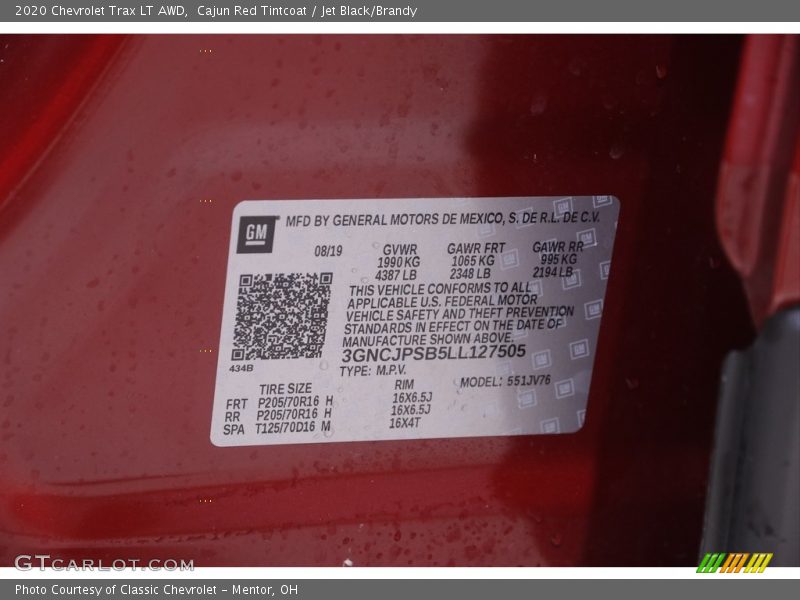 2020 Chevrolet Trax LT AWD,  Cajun Red Tintcoat / Jet Black/Brandy
GM
MFD BY GENERAL MOTORS DE MEXICO, S. DE R.L. DE C.V.
08/19 GVWR GAWR FRT GAWR RR
1990 KG 1065 KG 995 KG
4387 LB 2348 LB 2194 LB
THIS VEHICLE CONFORMS TO ALL
APPLICABLE U.S. FEDERAL MOTOR
VEHICLE SAFETY AND THEFT PREVENTION
STANDARDS IN EFFECT ON THE DATE OF
MANUFACTURE SHOWN ABOVE.
434B
3GNCJPSB5LL127505
TYPE: M.P.V. MODEL: 551JV76
TIRE SIZE RIM
FRT P205/70R16 H 16X6.5J
RR P205/70R16 H 16X6.5J
SPA T125/70D16 M 16X4T
GTCARLOT.COM
Photo Courtesy of Classic Chevrolet - Mentor, OH